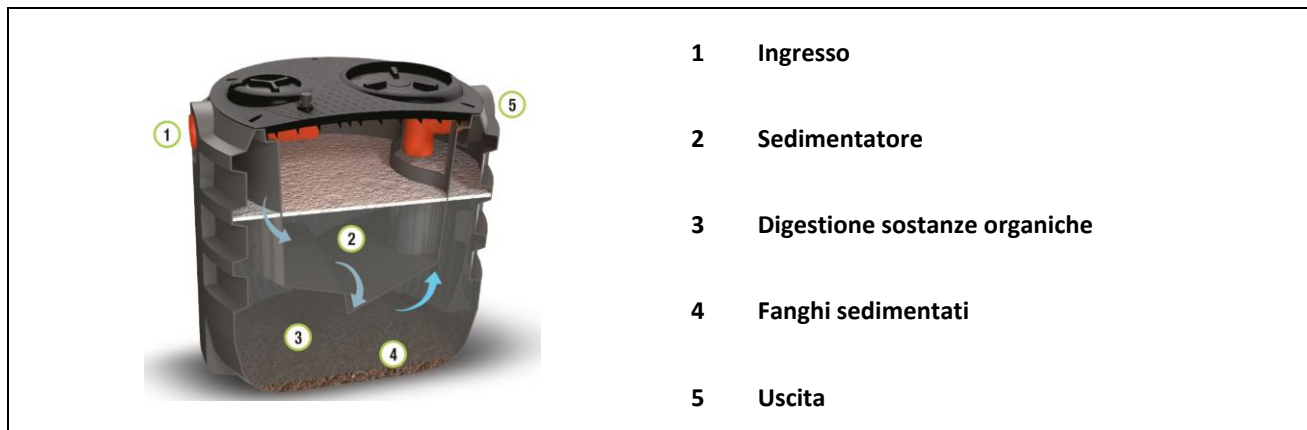 1 Ingresso
2 Sedimentatore
3 Digestione sostanze organiche
4 Fanghi sedimentati
5 Uscita
1
5
2
3
4